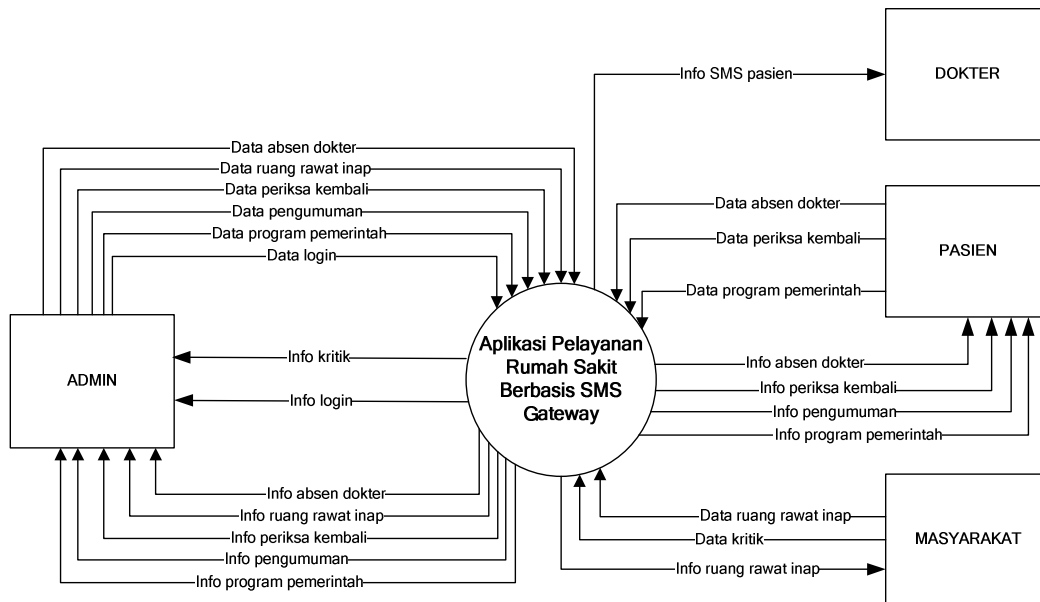 Info SMS pasien
DOKTER
Data absen dokter
Data ruang rawat inap
Data periksa kembali
Data pengumuman
Data program pemerintah
Data login
Data absen dokter
Data periksa kembali
Data program pemerintah
PASIEN
ADMIN
Info kritik
Info login
Aplikasi Pelayanan
Rumah Sakit
Berbasis SMS
Gateway
Info absen dokter
Info periksa kembali
Info pengumuman
Info program pemerintah
Info absen dokter
Info ruang rawat inap
Info periksa kembali
Info pengumuman
Info program pemerintah
Data ruang rawat inap
Data kritik
Info ruang rawat inap
MASYARAKAT